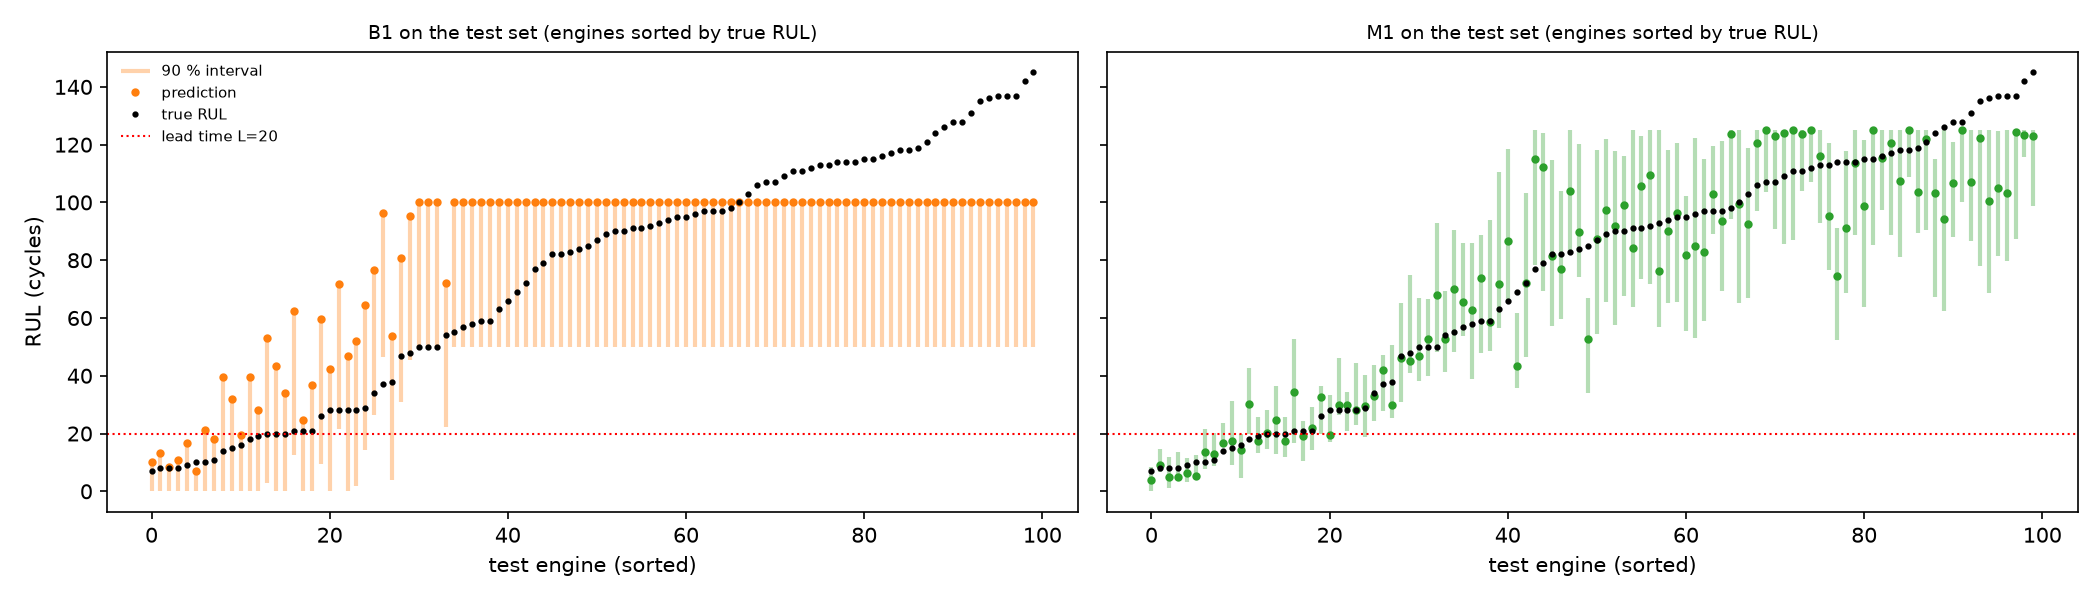 B1 on the test set (engines sorted by true RUL)
M1 on the test set (engines sorted by true RUL)
90 % interval
prediction
true RUL
lead time L=20
RUL (cycles)
140
120
100
80
60
40
20
0
0 20 40 60 80 100
0 20 40 60 80 100
test engine (sorted)
test engine (sorted)